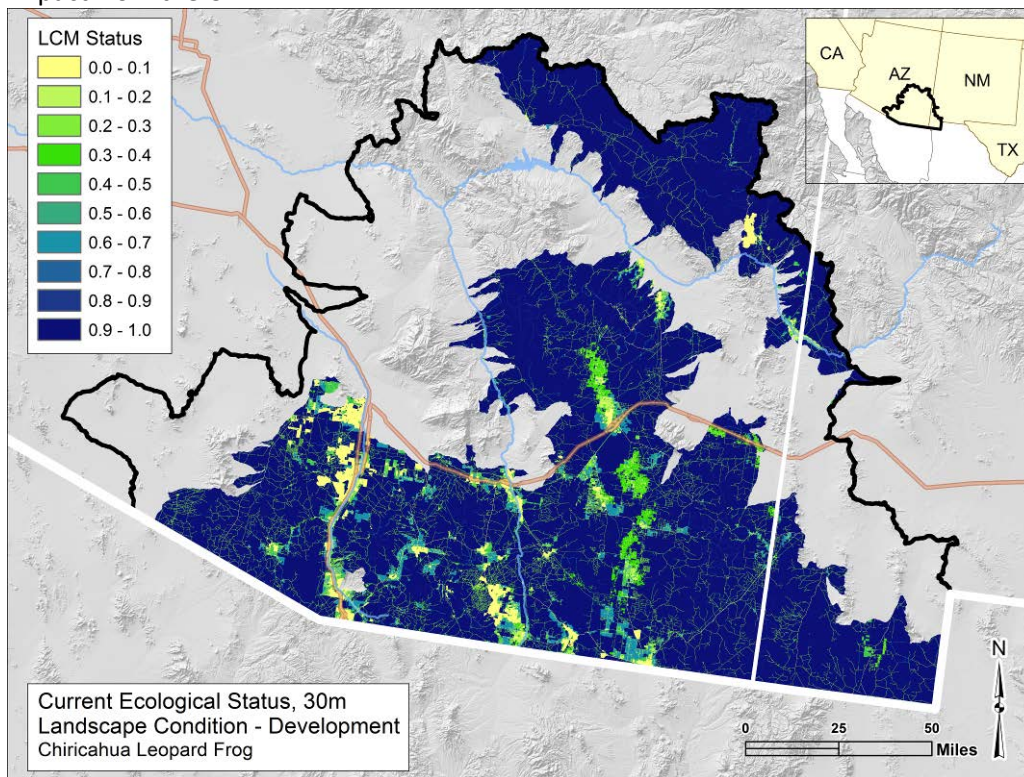 LCM Status
0.0 - 0.1
0.1 - 0.2
0.2 - 0.3
0.3 - 0.4
0.4 - 0.5
0.5 - 0.6
0.6 - 0.7
0.7 - 0.8
0.8 - 0.9
0.9 - 1.0
CA
AZ
NM
TX
Current Ecological Status, 30m
Landscape Condition - Development
Chiricahua Leopard Frog
N
0 25 50
Miles